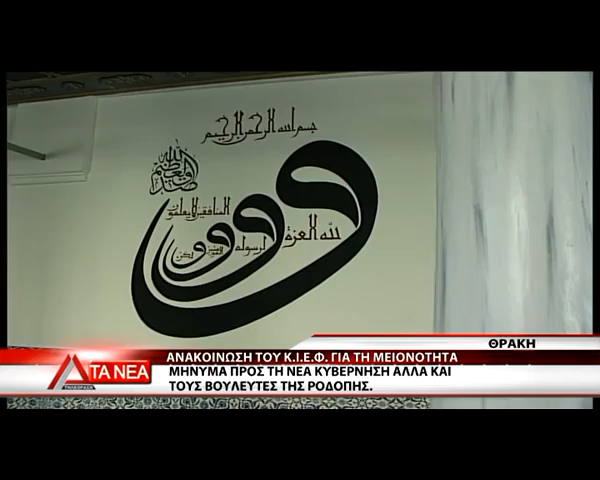 بسم الله الرحمن الرحيم
صدق الله العظيم
ولله العزة ولرسوله وللمؤمنين ولكن
المنافقين لا يعلمون
ΘΡΑΚΗ
ΑΝΑΚΟΙΝΩΣΗ ΤΟΥ Κ.Ι.Ε.Φ. ΓΙΑ ΤΗ ΜΕΙΟΝΟΤΗΤΑ
ΤΑ ΝΕΑ
ΤΗΛΕΟΡΑΣΗ
ΜΗΝΥΜΑ ΠΡΟΣ ΤΗ ΝΕΑ ΚΥΒΕΡΝΗΣΗ ΑΛΛΑ ΚΑΙ
ΤΟΥΣ ΒΟΥΛΕΥΤΕΣ ΤΗΣ ΡΟΔΟΠΗΣ.